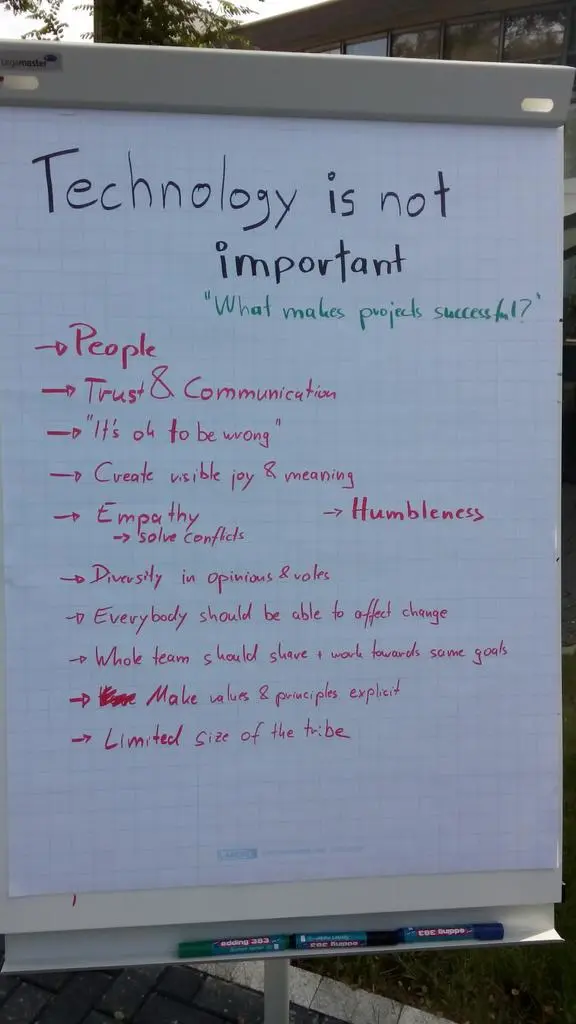 Legamaster
Technology is not
important
"What makes projects successful?"
→ People
→ Trust & Communication
→ "It's ok to be wrong"
→ Create visible joy & meaning
→ Empathy → Humbleness
→ solve conflicts
→ Diversity in opinions & roles
→ Everybody should be able to affect change
→ Whole team should share + work towards same goals
→ Make values & principles explicit
→ Limited size of the tribe
edding 383
edding 383
edding 383